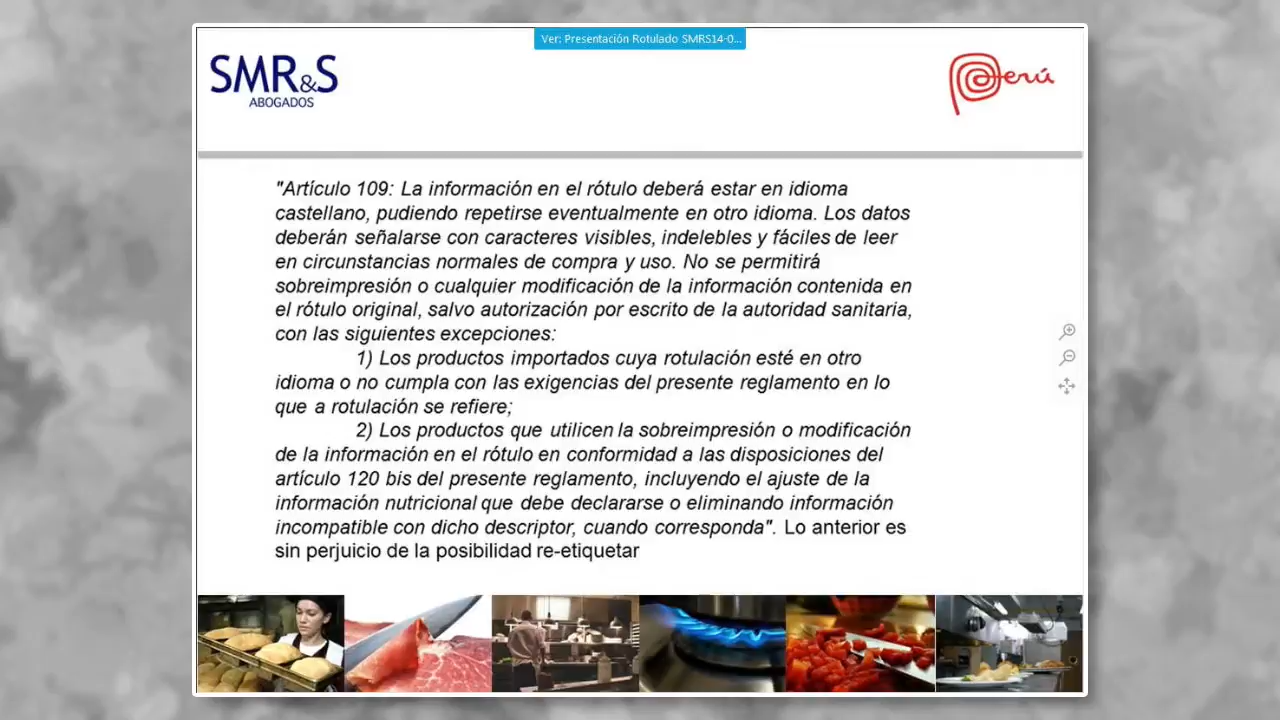 Ver: Presentación Rotulado SMRS14-0...
SMR&S
ABOGADOS
Perú
"Artículo 109: La información en el rótulo deberá estar en idioma
castellano, pudiendo repetirse eventualmente en otro idioma. Los datos
deberán señalarse con caracteres visibles, indelebles y fáciles de leer
en circunstancias normales de compra y uso. No se permitirá
sobreimpresión o cualquier modificación de la información contenida en
el rótulo original, salvo autorización por escrito de la autoridad sanitaria,
con las siguientes excepciones:
1) Los productos importados cuya rotulación esté en otro
idioma o no cumpla con las exigencias del presente reglamento en lo
que a rotulación se refiere;
2) Los productos que utilicen la sobreimpresión o modificación
de la información en el rótulo en conformidad a las disposiciones del
artículo 120 bis del presente reglamento, incluyendo el ajuste de la
información nutricional que debe declararse o eliminando información
incompatible con dicho descriptor, cuando corresponda". Lo anterior es
sin perjuicio de la posibilidad re-etiquetar